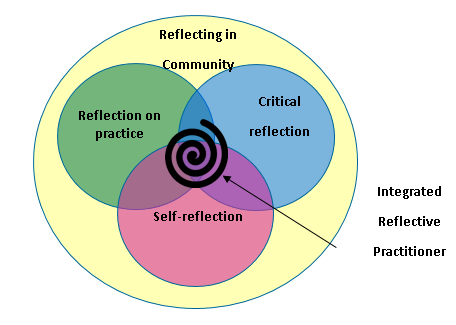 Reflecting in
Community
Reflection on
practice
Critical
reflection
Self-reflection
Integrated
Reflective
Practitioner